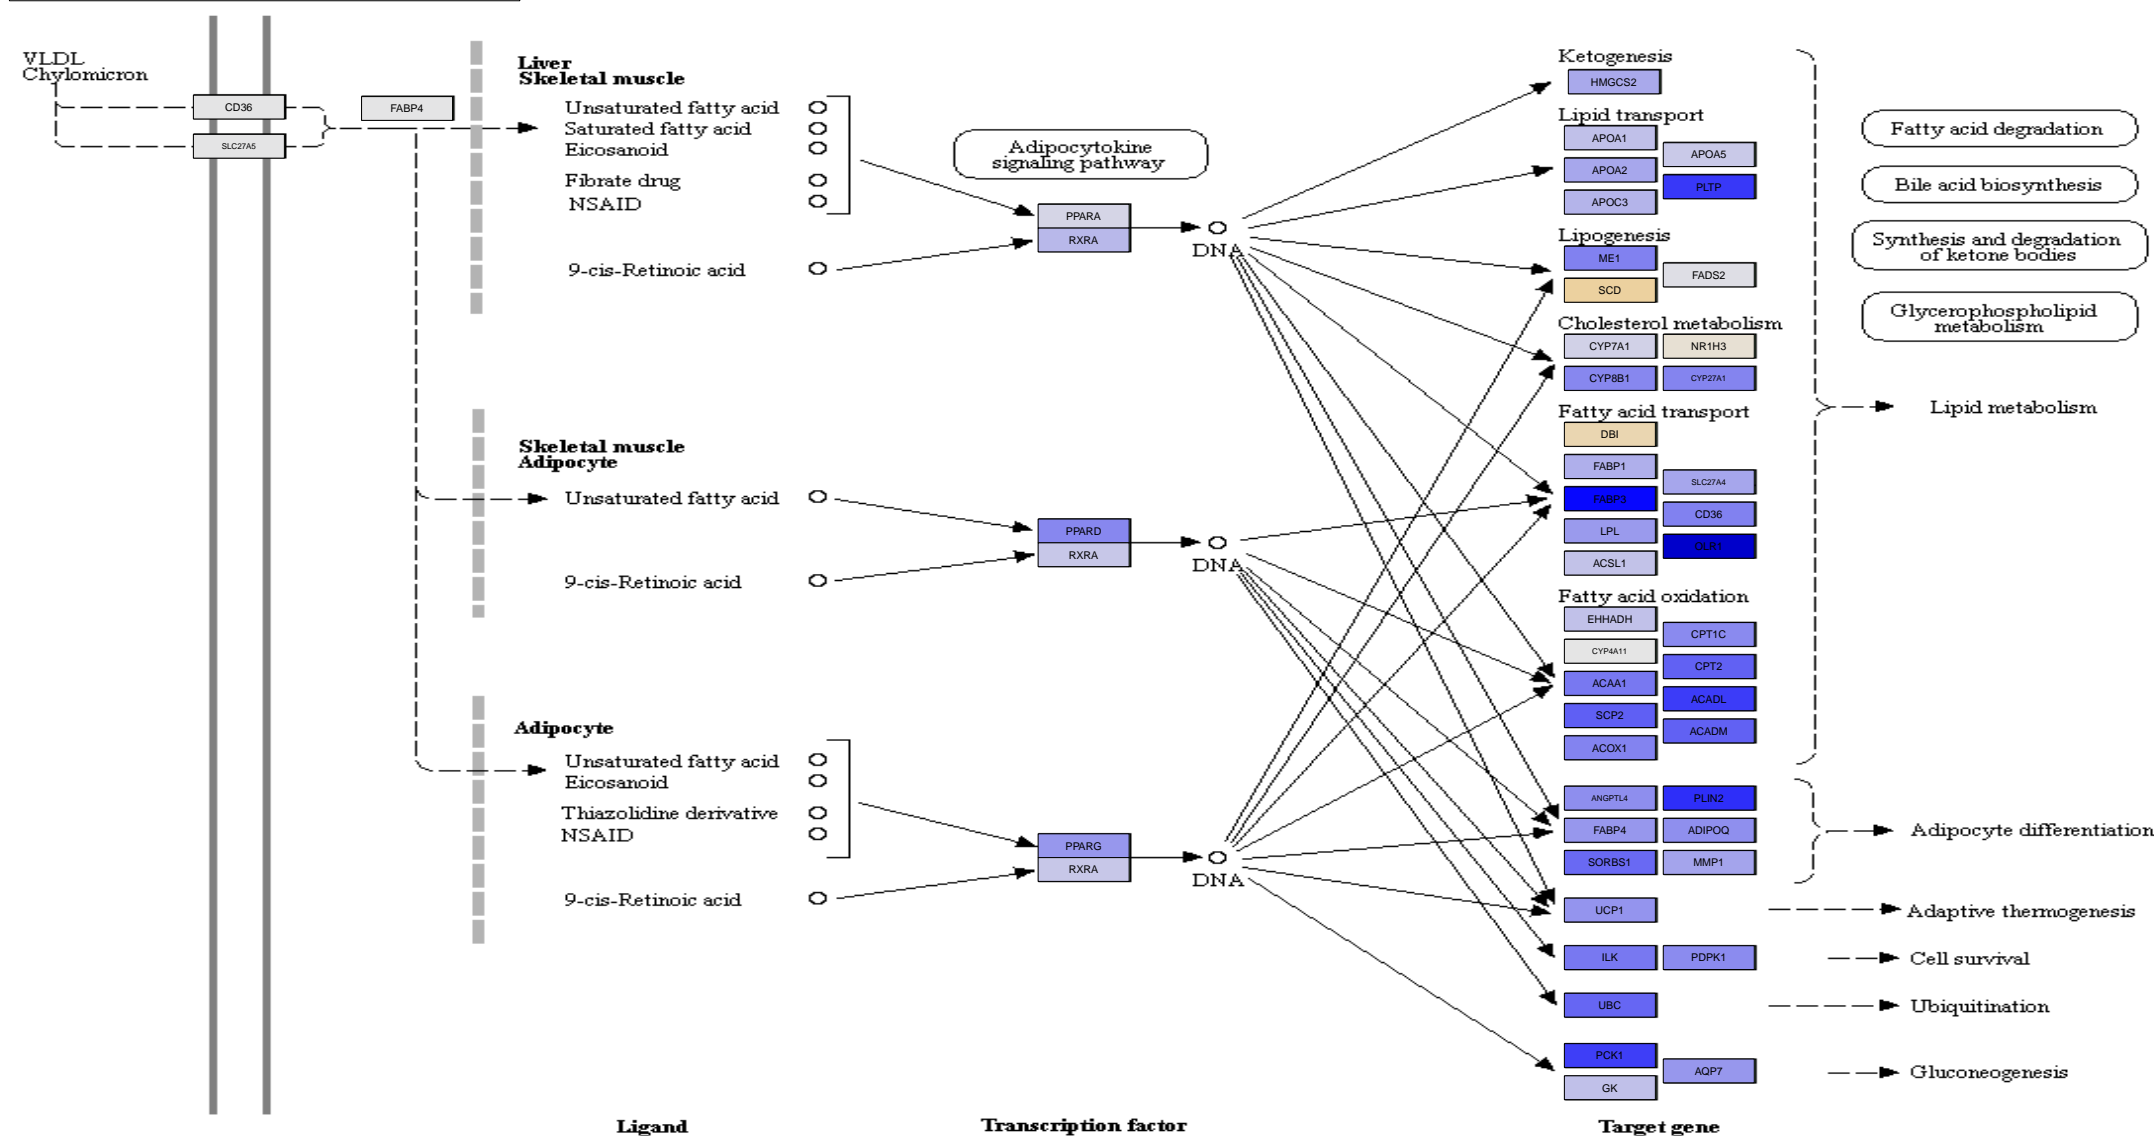 VLDL
Chylomicron
CD36
SLC27A5
FABP4
Liver
Skeletal muscle
Unsaturated fatty acid
Saturated fatty acid
Eicosanoid
Fibrate drug
NSAID
9-cis-Retinoic acid
Adipocytokine
signaling pathway
PPARA
RXRA
DNA
Skeletal muscle
Adipocyte
Unsaturated fatty acid
9-cis-Retinoic acid
PPARD
RXRA
DNA
Adipocyte
Unsaturated fatty acid
Eicosanoid
Thiazolidine derivative
NSAID
9-cis-Retinoic acid
PPARG
RXRA
DNA
Ketogenesis
HMGCS2
Lipid transport
APOA1
APOA5
APOA2
PLTP
APOC3
Lipogenesis
ME1
FADS2
SCD
Cholesterol metabolism
CYP7A1
NR1H3
CYP8B1
CYP27A1
Fatty acid transport
DBI
FABP1
SLC27A4
FABP3
CD36
LPL
OLR1
ACSL1
Fatty acid oxidation
EHHADH
CPT1C
CYP4A11
CPT2
ACAA1
ACADL
SCP2
ACADM
ACOX1
ANGPTL4
PLIN2
FABP4
ADIPOQ
SORBS1
MMP1
UCP1
ILK
PDPK1
UBC
PCK1
AQP7
GK
Fatty acid degradation
Bile acid biosynthesis
Synthesis and degradation
of ketone bodies
Glycerophospholipid
metabolism
Lipid metabolism
Adipocyte differentiation
Adaptive thermogenesis
Cell survival
Ubiquitination
Gluconeogenesis
Ligand
Transcription factor
Target gene